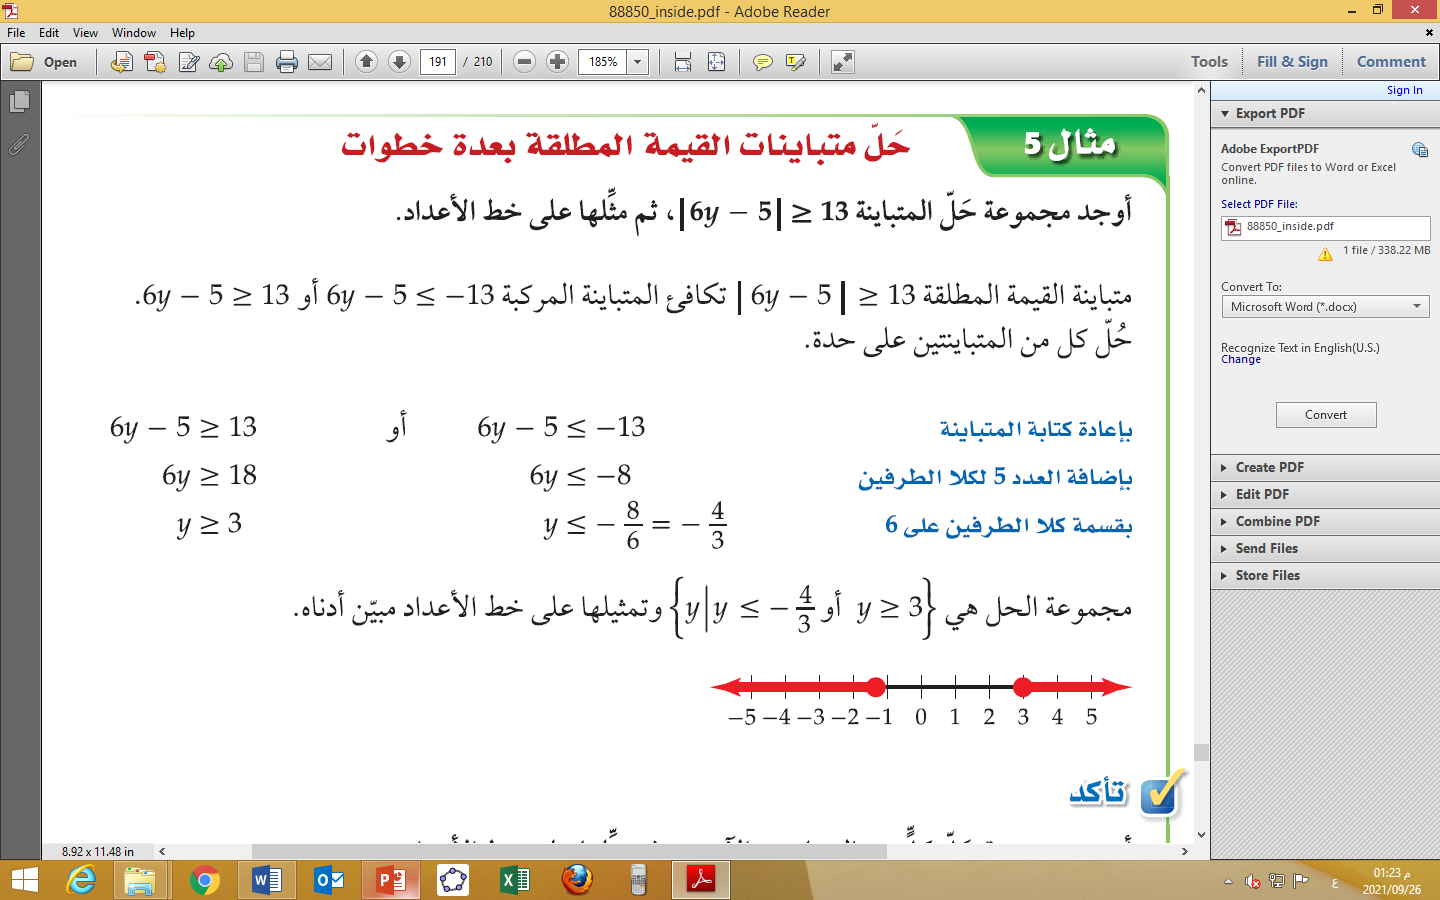 88850_inside.pdf - Adobe Reader
File Edit View Window Help
Open 191 / 210 185% Tools Fill & Sign Comment
Sign In
Export PDF
Adobe ExportPDF
Convert PDF files to Word or Excel
online.
Select PDF File:
88850_inside.pdf
1 file / 338.22 MB
Convert To:
Microsoft Word (*.docx)
Recognize Text in English(U.S.)
Change
Convert
Create PDF
Edit PDF
Combine PDF
Send Files
Store Files
مثال 5 حَلّ متباينات القيمة المطلقة بعدة خطوات
أوجد مجموعة حَلّ المتباينة |6y − 5| ≥ 13، ثم مثِّلها على خط الأعداد.
متباينة القيمة المطلقة |6y − 5| ≥ 13 تكافئ المتباينة المركبة 6y − 5 ≤ −13 أو 6y − 5 ≥ 13.
حُلّ كل من المتباينتين على حدة.
بإعادة كتابة المتباينة 6y − 5 ≤ −13 أو 6y − 5 ≥ 13
بإضافة العدد 5 لكلا الطرفين 6y ≤ −8 6y ≥ 18
بقسمة كلا الطرفين على 6 y ≤ − 8/6 = − 4/3 y ≥ 3
مجموعة الحل هي {y | y ≤ − 4/3 أو y ≥ 3} وتمثيلها على خط الأعداد مبيّن أدناه.
−5 −4 −3 −2 −1 0 1 2 3 4 5
تأكد
8.92 x 11.48 in
ع
01:23 م
2021/09/26